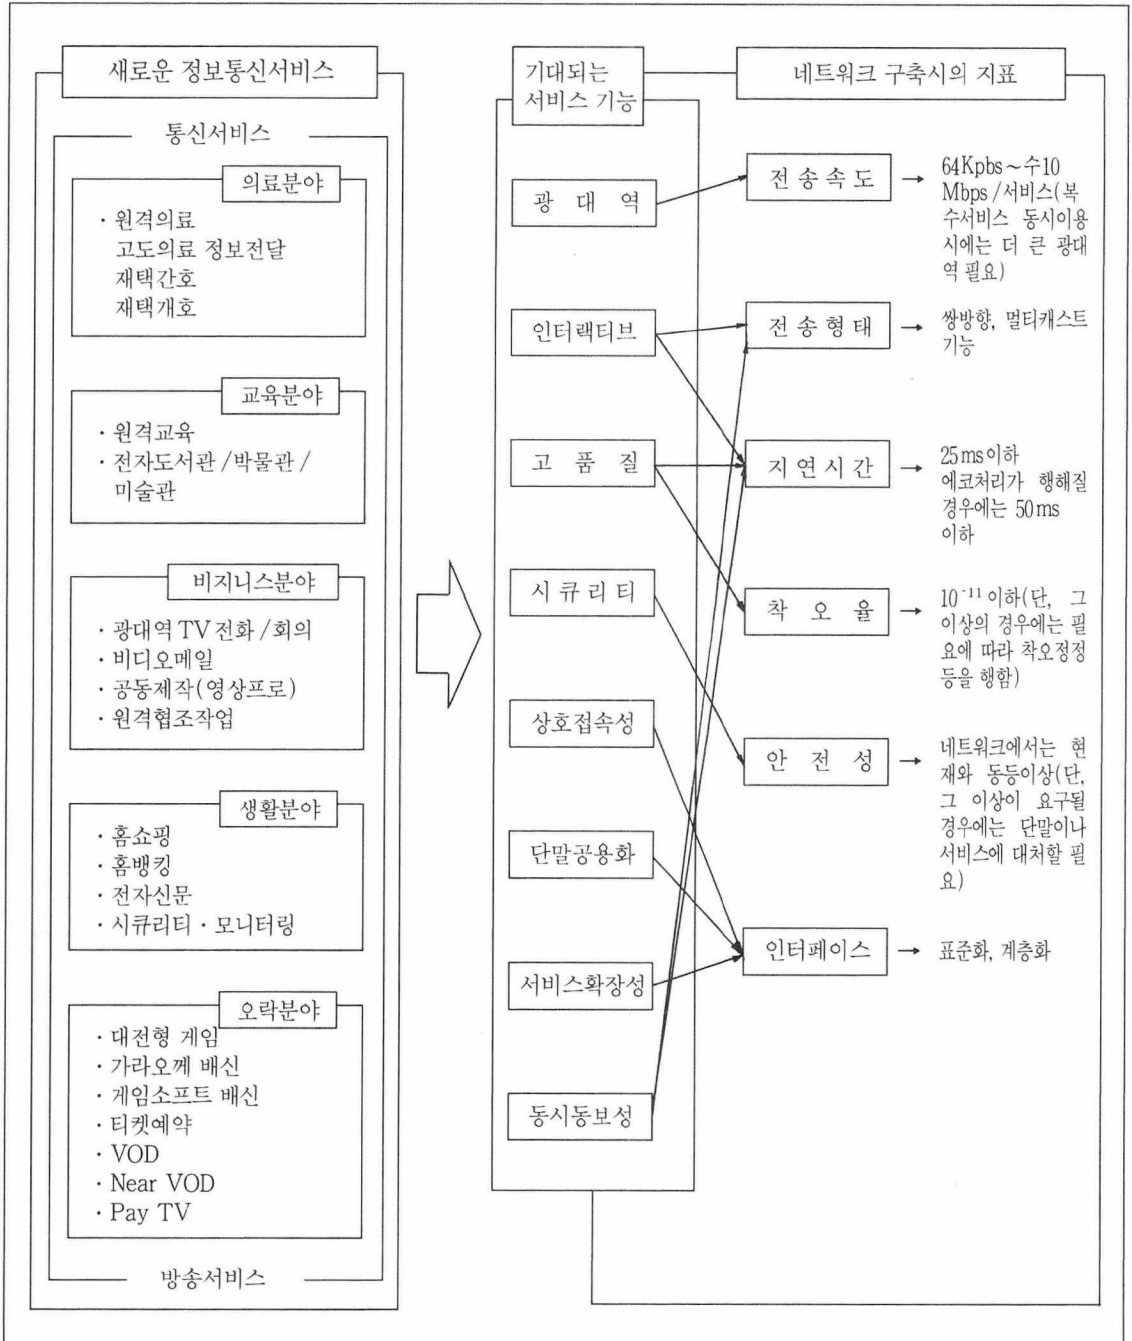 새로운 정보통신서비스
통신서비스
의료분야
· 원격의료
고도의료 정보전달
재택간호
재택개호
교육분야
· 원격교육
· 전자도서관 / 박물관 /
미술관
비지니스분야
· 광대역 TV 전화 / 회의
· 비디오메일
· 공동제작(영상프로)
· 원격협조작업
생활분야
· 홈쇼핑
· 홈뱅킹
· 전자신문
· 시큐리티 · 모니터링
오락분야
· 대전형 게임
· 가라오께 배신
· 게임소프트 배신
· 티켓예약
· VOD
· Near VOD
· Pay TV
방송서비스
기대되는
서비스 기능
광 대 역
인터랙티브
고 품 질
시 큐 리 티
상호접속성
단말공용화
서비스확장성
동시동보성
네트워크 구축시의 지표
전 송 속 도
→ 64Kpbs~수10
Mbps /서비스(복
수서비스 동시이용
시에는 더 큰 광대
역 필요)
전 송 형 태
→ 쌍방향, 멀티캐스트
기능
지 연 시 간
→ 25 ms 이하
에코처리가 행해질
경우에는 50 ms
이하
착 오 율
→ 10⁻¹¹ 이하(단, 그
이상의 경우에는 필
요에 따라 착오정정
등을 행함)
안 전 성
→ 네트워크에서는 현
재와 동등이상(단,
그 이상이 요구될
경우에는 단말이나
서비스에 대처할 필
요)
인터페이스
→ 표준화, 계층화